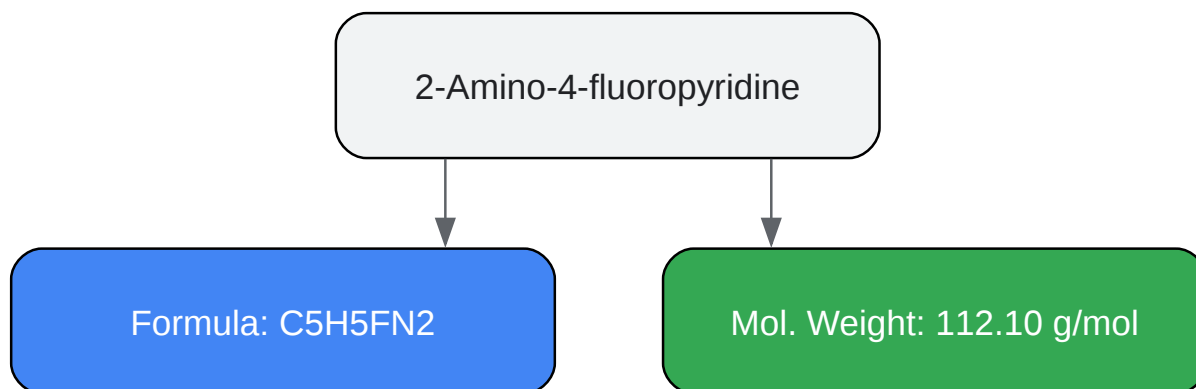 2-Amino-4-fluoropyridine
Formula: C5H5FN2
Mol. Weight: 112.10 g/mol